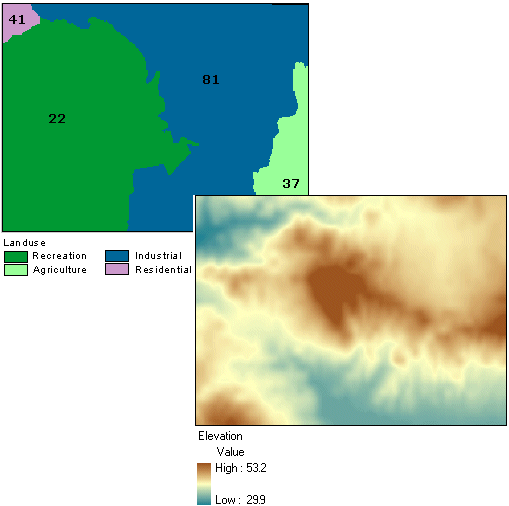 41
81
22
37
Landuse
Recreation Industrial
Agriculture Residential
Elevation
Value
High : 53.2
Low : 29.9